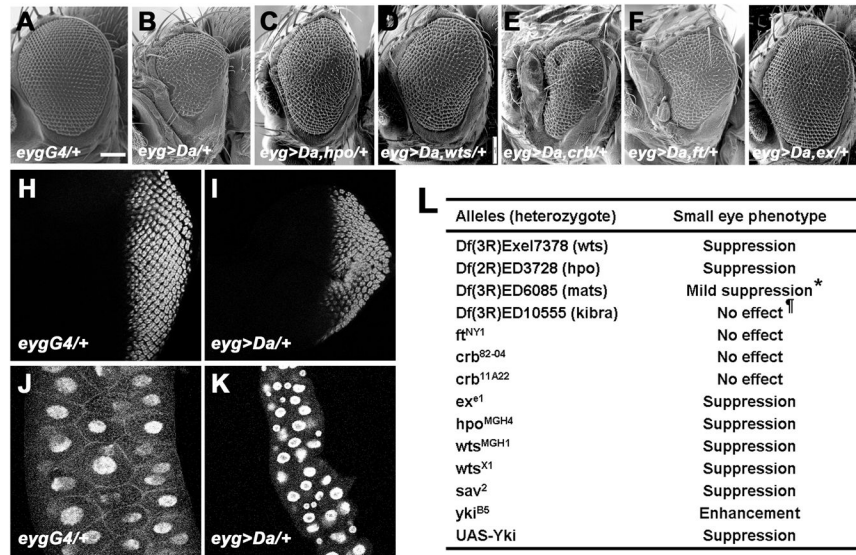 A B C D E F G
eygG4/+ eyg>Da/+ eyg>Da,hpo/+ eyg>Da,wts/+ eyg>Da,crb/+ eyg>Da,ft/+ eyg>Da,ex/+
H I
eygG4/+ eyg>Da/+
J K
eygG4/+ eyg>Da/+
L
Alleles (heterozygote) Small eye phenotype
Df(3R)Exel7378 (wts) Suppression
Df(2R)ED3728 (hpo) Suppression
Df(3R)ED6085 (mats) Mild suppression*
Df(3R)ED10555 (kibra) No effect¶
ftNY1 No effect
crb82-04 No effect
crb11A22 No effect
exe1 Suppression
hpoMGH4 Suppression
wtsMGH1 Suppression
wtsX1 Suppression
sav2 Suppression
ykiB5 Enhancement
UAS-Yki Suppression